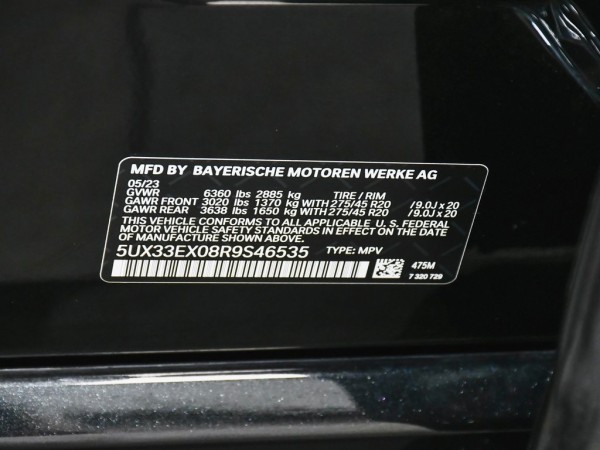 MFD BY BAYERISCHE MOTOREN WERKE AG
05/23
GVWR 6360 lbs 2885 kg TIRE / RIM
GAWR FRONT 3020 lbs 1370 kg WITH 275/45 R20 /9.0J x 20
GAWR REAR 3638 lbs 1650 kg WITH 275/45 R20 /9.0J x 20
THIS VEHICLE CONFORMS TO ALL APPLICABLE U.S. FEDERAL
MOTOR VEHICLE SAFETY STANDARDS IN EFFECT ON THE
DATE OF MANUFACTURE SHOWN ABOVE.
5UX33EX08R9S46535 TYPE: MPV
475M
7 320 729